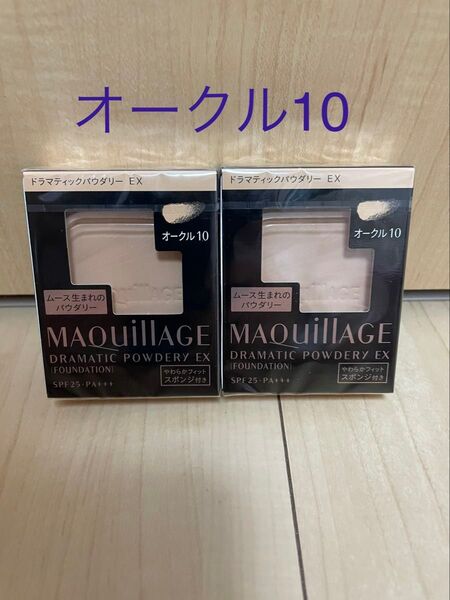 オークル10
ドラマティックパウダリー EX
オークル10
ムース生まれの
パウダリー
MAQuillAGE
DRAMATIC POWDERY EX
[FOUNDATION]
SPF25・PA+++
やわらかフィット
スポンジ付き
ドラマティックパウダリー EX
オークル10
ムース生まれの
パウダリー
MAQuillAGE
DRAMATIC POWDERY EX
[FOUNDATION]
SPF25・PA+++
やわらかフィット
スポンジ付き